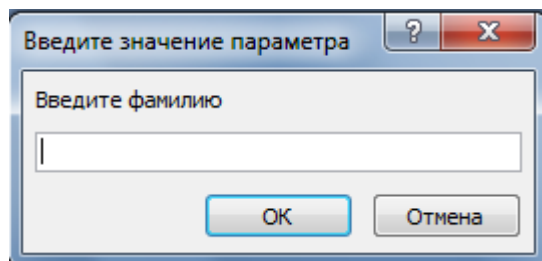 Введите значение параметра
?
X
Введите фамилию
ОК
Отмена